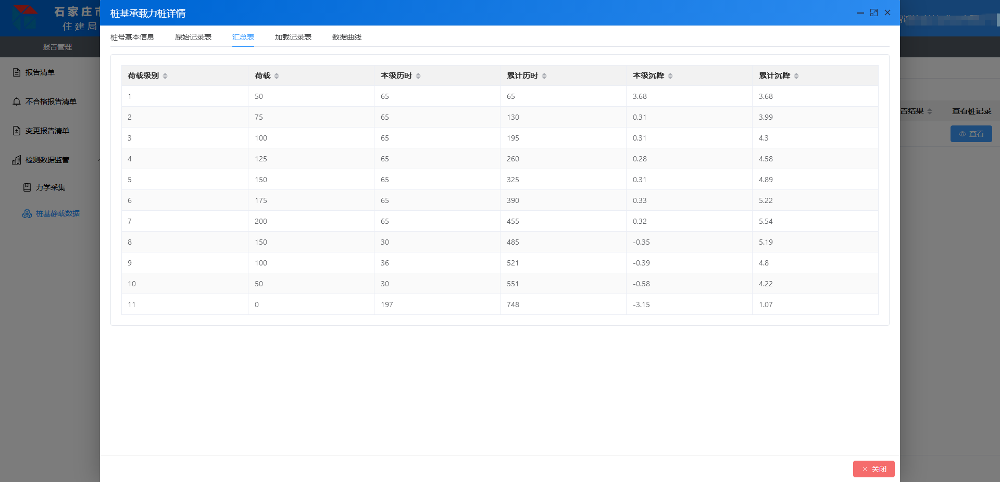 石家庄市
住建局
报告管理
报告清单
不合格报告清单
变更报告清单
检测数据监管
力学采集
桩基静载数据
桩基承载力桩详情
桩号基本信息 原始记录表 汇总表 加载记录表 数据曲线
荷载级别 荷载 本级历时 累计历时 本级沉降 累计沉降
1 50 65 65 3.68 3.68
2 75 65 130 0.31 3.99
3 100 65 195 0.31 4.3
4 125 65 260 0.28 4.58
5 150 65 325 0.31 4.89
6 175 65 390 0.33 5.22
7 200 65 455 0.32 5.54
8 150 30 485 -0.35 5.19
9 100 36 521 -0.39 4.8
10 50 30 551 -0.58 4.22
11 0 197 748 -3.15 1.07
告结果 查看桩记录
查看
关闭